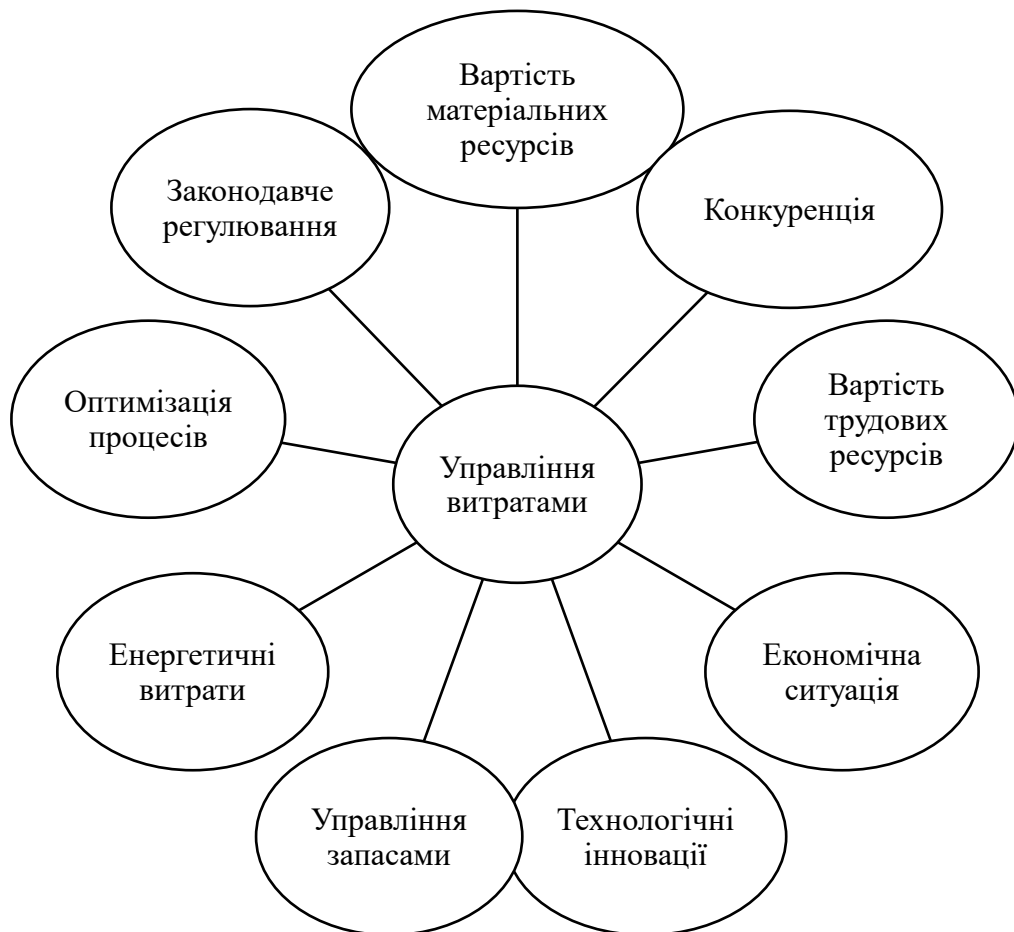 Вартість
матеріальних
ресурсів
Конкуренція
Вартість
трудових
ресурсів
Економічна
ситуація
Технологічні
інновації
Управління
запасами
Енергетичні
витрати
Оптимізація
процесів
Законодавче
регулювання
Управління
витратами